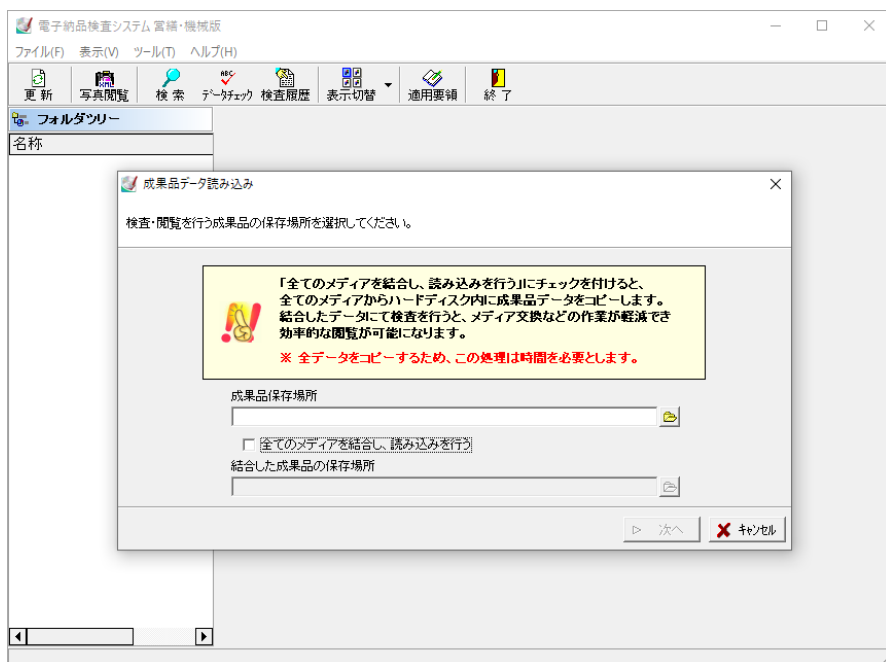 電子納品検査システム 営繕・機械版
ファイル(F) 表示(V) ツール(T) ヘルプ(H)
更新 写真閲覧 検索 データチェック 検査履歴 表示切替 適用要領 終了
フォルダツリー
名称
成果品データ読み込み
検査・閲覧を行う成果品の保存場所を選択してください。
「全てのメディアを結合し、読み込みを行う」にチェックを付けると、
全てのメディアからハードディスク内に成果品データをコピーします。
結合したデータにて検査を行うと、メディア交換などの作業が軽減でき
効率的な閲覧が可能になります。
※ 全データをコピーするため、この処理は時間を必要とします。
成果品保存場所
全てのメディアを結合し、読み込みを行う
結合した成果品の保存場所
次へ キャンセル